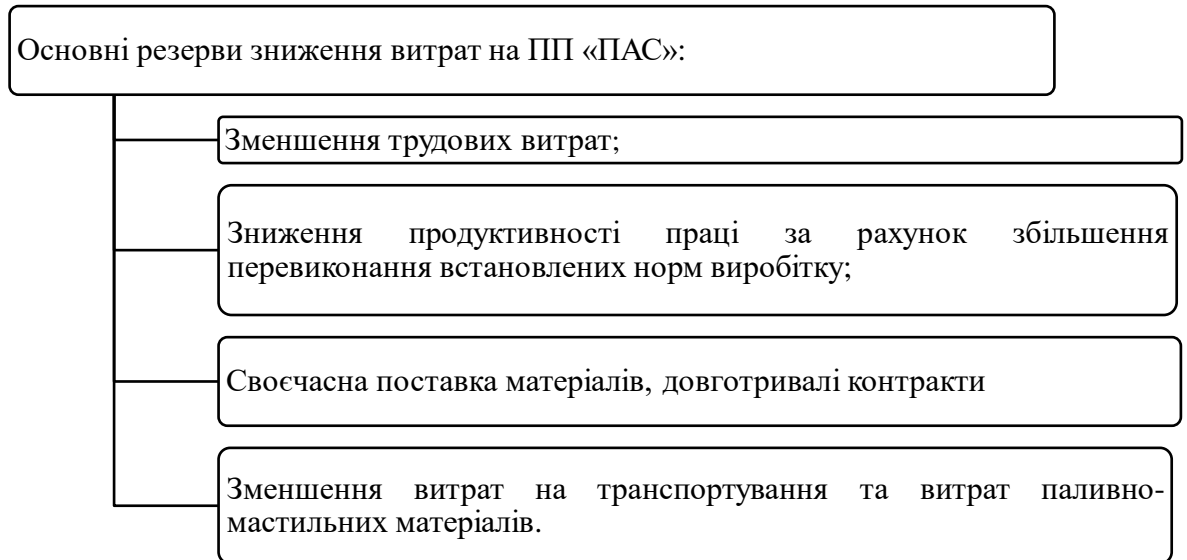 Основні резерви зниження витрат на ПП «ПАС»:
Зменшення трудових витрат;
Зниження продуктивності праці за рахунок збільшення
перевиконання встановлених норм виробітку;
Своєчасна поставка матеріалів, довготривалі контракти
Зменшення витрат на транспортування та витрат паливно-
мастильних матеріалів.